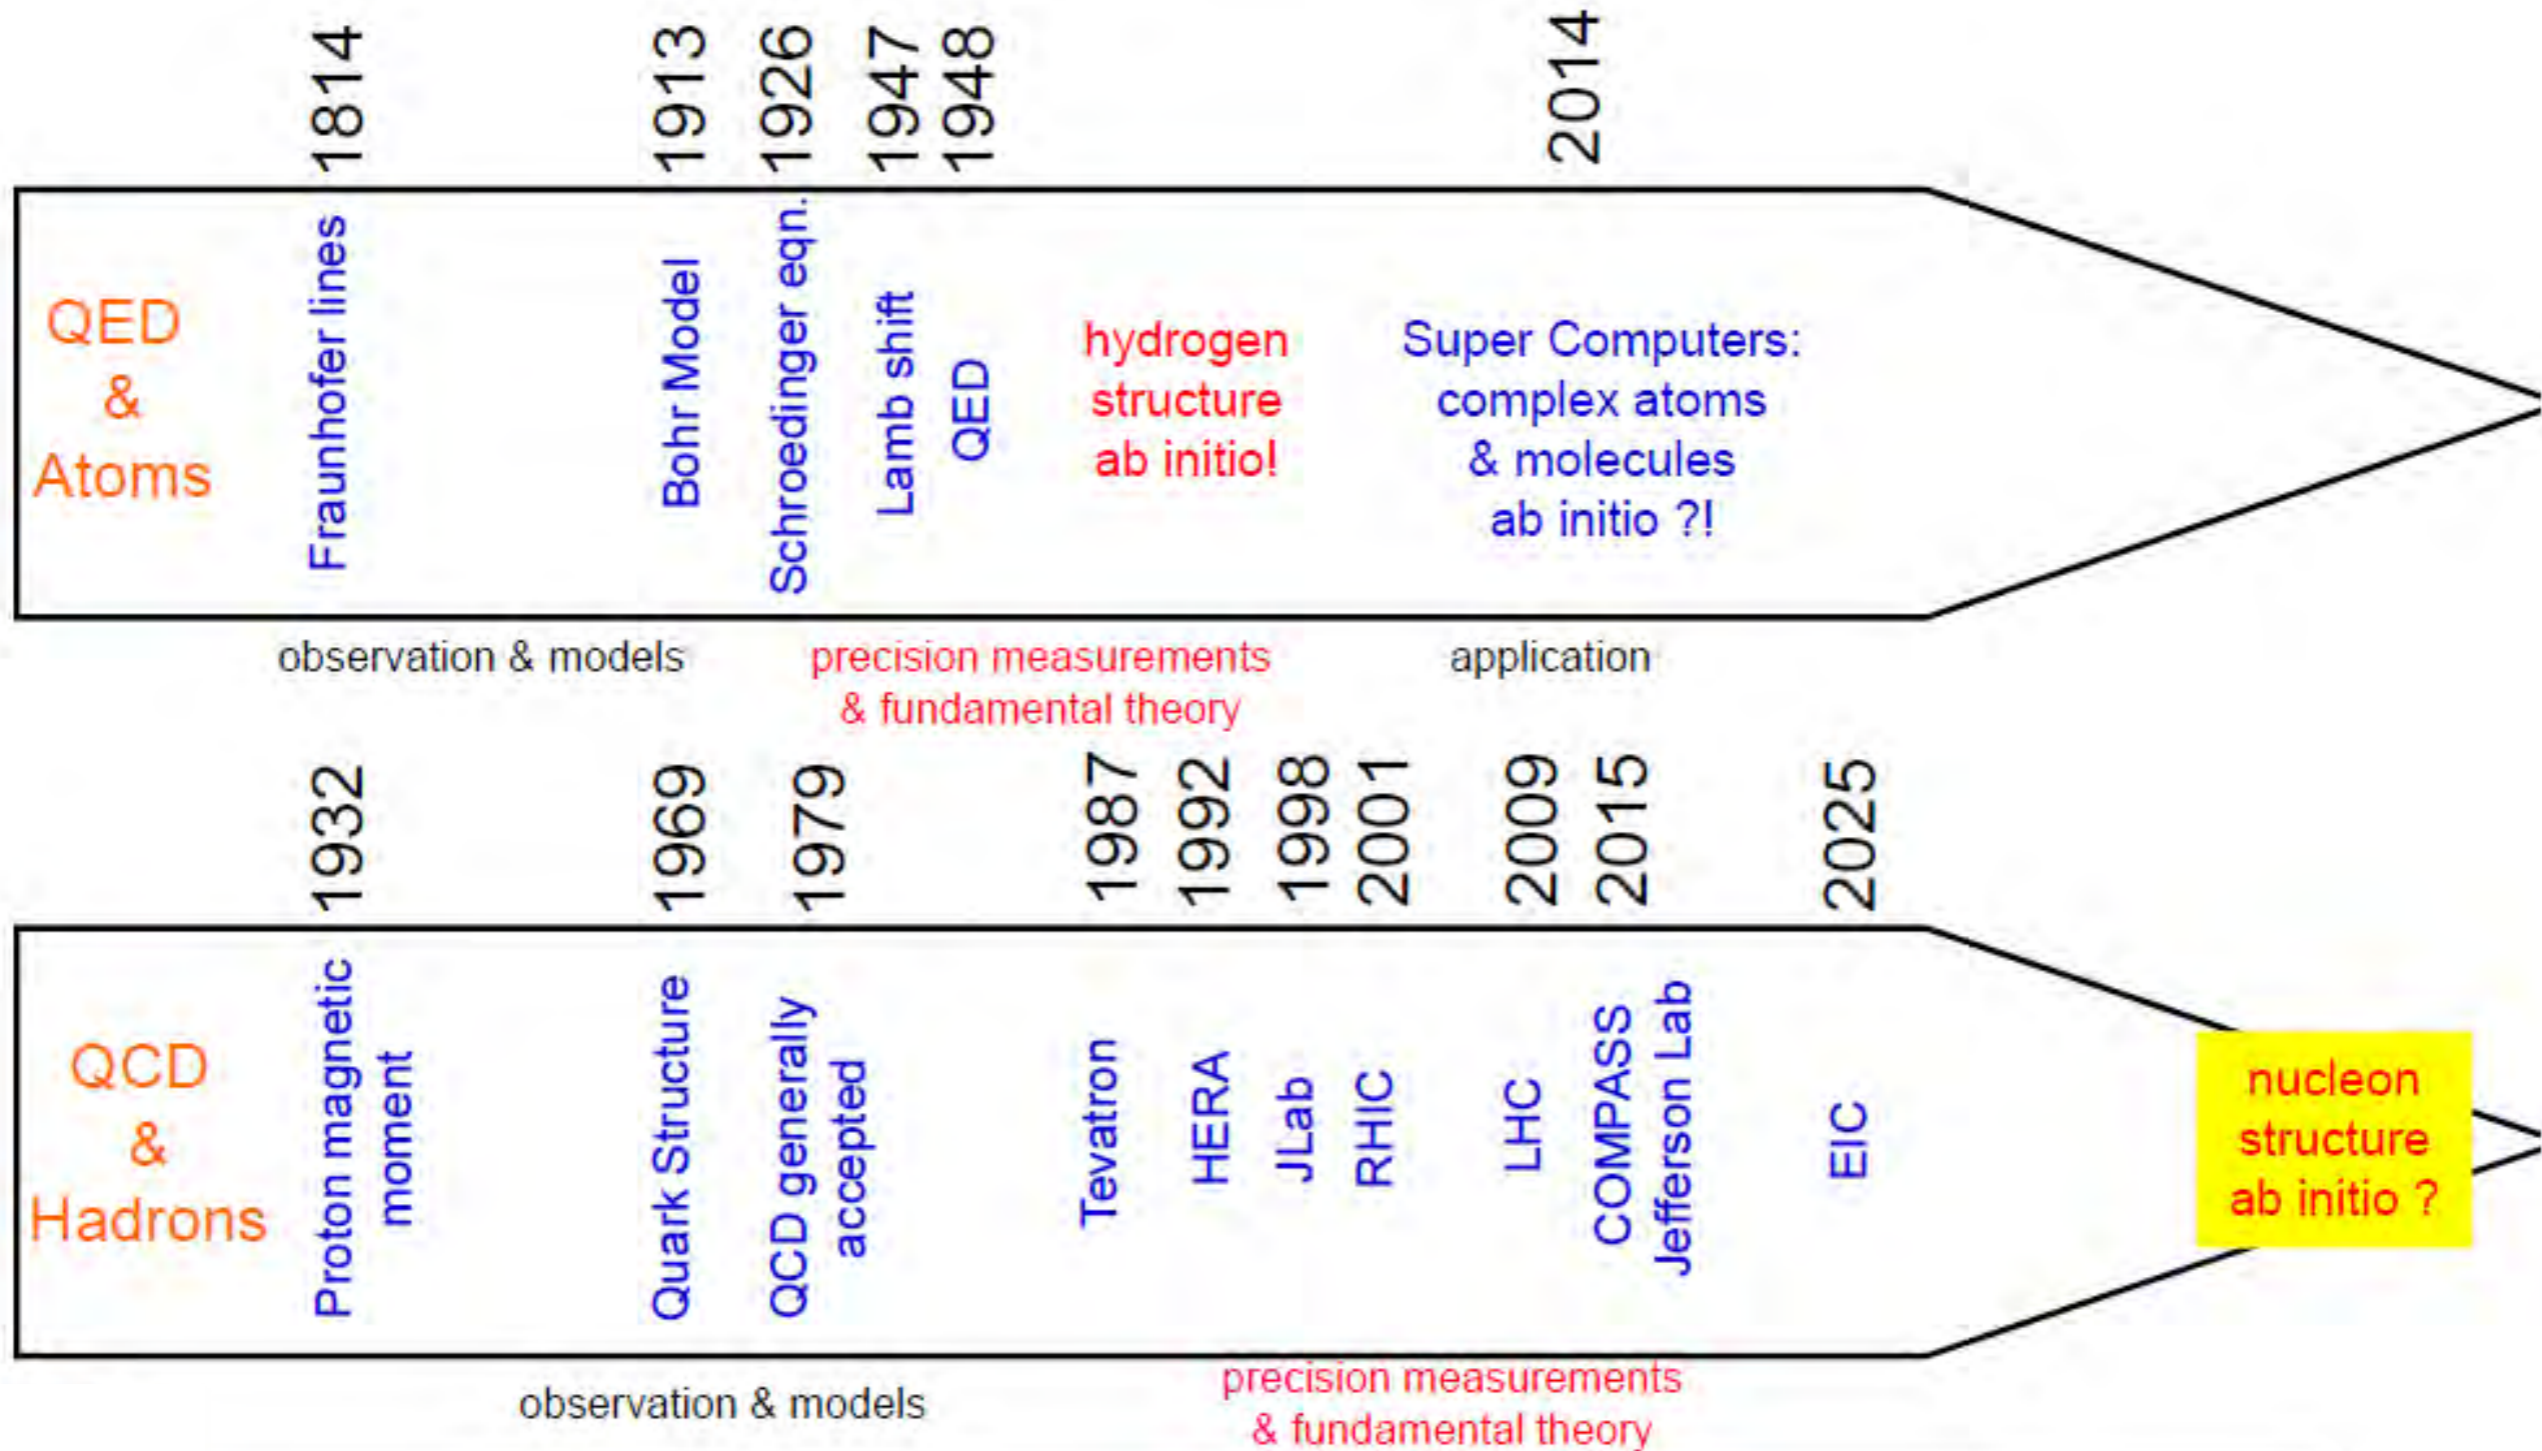 1814
1913
1926
1947
1948
2014
QED
&
Atoms
Fraunhofer lines
Bohr Model
Schroedinger eqn.
Lamb shift
QED
hydrogen
structure
ab initio!
Super Computers:
complex atoms
& molecules
ab initio ?!
observation & models
precision measurements
& fundamental theory
application
1932
1969
1979
1987
1992
1998
2001
2009
2015
2025
QCD
&
Hadrons
Proton magnetic
moment
Quark Structure
QCD generally
accepted
Tevatron
HERA
JLab
RHIC
LHC
COMPASS
Jefferson Lab
EIC
nucleon
structure
ab initio ?
observation & models
precision measurements
& fundamental theory